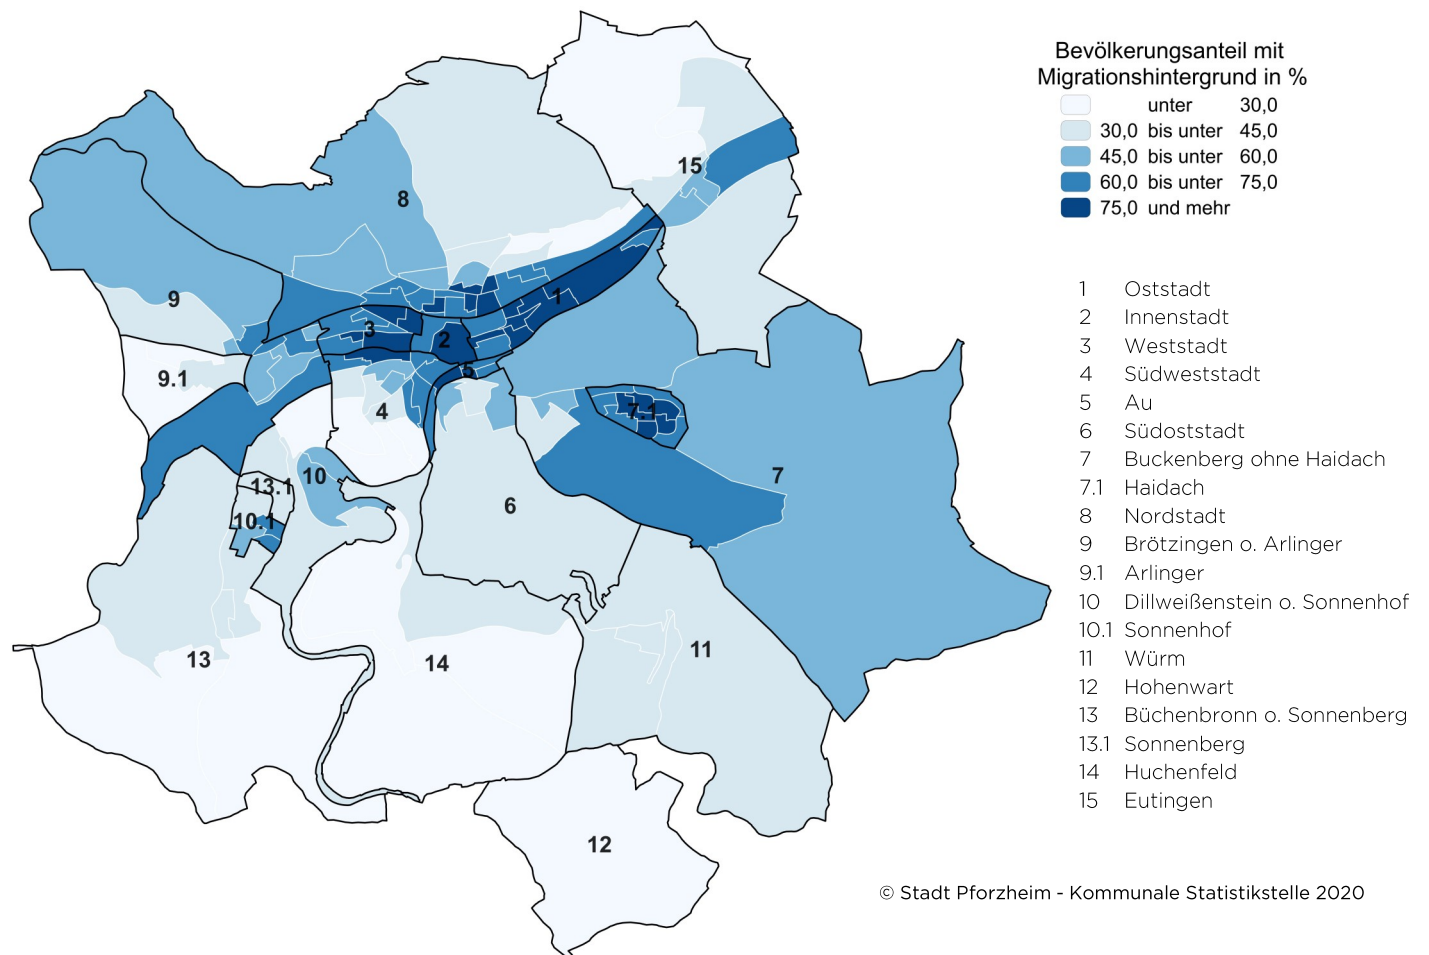 Bevölkerungsanteil mit
Migrationshintergrund in %
unter 30,0
30,0 bis unter 45,0
45,0 bis unter 60,0
60,0 bis unter 75,0
75,0 und mehr
1 Oststadt
2 Innenstadt
3 Weststadt
4 Südweststadt
5 Au
6 Südoststadt
7 Buckenberg ohne Haidach
7.1 Haidach
8 Nordstadt
9 Brötzingen o. Arlinger
9.1 Arlinger
10 Dillweißenstein o. Sonnenhof
10.1 Sonnenhof
11 Würm
12 Hohenwart
13 Büchenbronn o. Sonnenberg
13.1 Sonnenberg
14 Huchenfeld
15 Eutingen
© Stadt Pforzheim - Kommunale Statistikstelle 2020
15
8
9
1
3
2
5
9.1
4
7.1
10
7
13.1
6
10.1
11
13
14
12